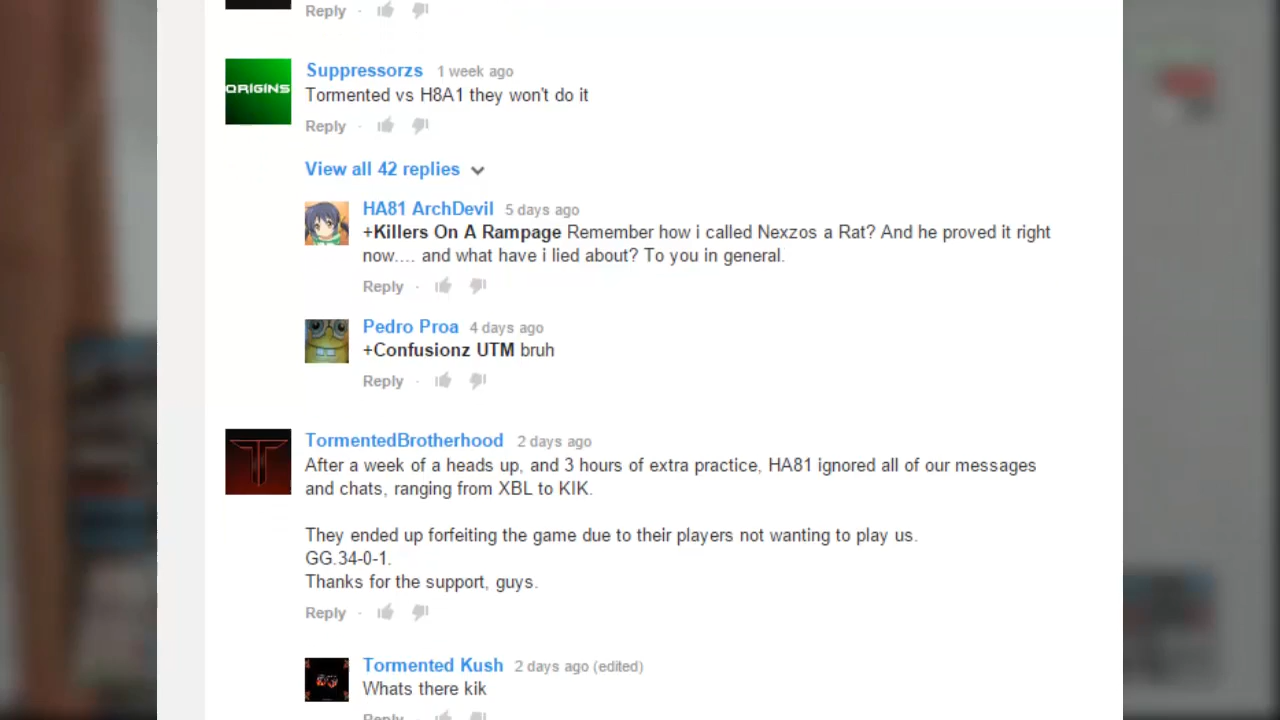 Reply ·
Suppressorzs 1 week ago
ORIGINS
Tormented vs H8A1 they won't do it
Reply ·
View all 42 replies
HA81 ArchDevil 5 days ago
+Killers On A Rampage Remember how i called Nexzos a Rat? And he proved it right
now.... and what have i lied about? To you in general.
Reply ·
Pedro Proa 4 days ago
+Confusionz UTM bruh
Reply ·
TormentedBrotherhood 2 days ago
After a week of a heads up, and 3 hours of extra practice, HA81 ignored all of our messages
and chats, ranging from XBL to KIK.
They ended up forfeiting the game due to their players not wanting to play us.
GG.34-0-1.
Thanks for the support, guys.
Reply ·
Tormented Kush 2 days ago (edited)
Whats there kik
Reply ·